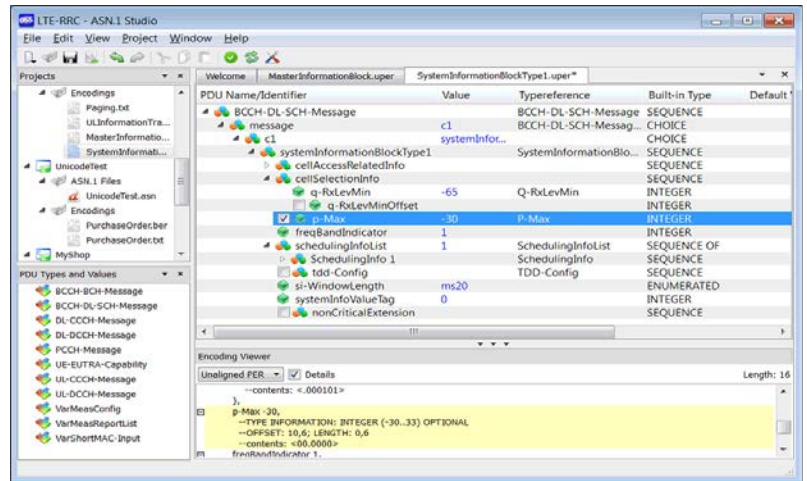 LTE-RRC - ASN.1 Studio
File Edit View Project Window Help
Projects
Encodings
Paging.txt
ULInformationTra...
MasterInformatio...
SystemInformati...
UnicodeTest
ASN.1 Files
UnicodeTest.asn
Encodings
PurchaseOrder.ber
PurchaseOrder.txt
MyShop
PDU Types and Values
BCCH-BCH-Message
BCCH-DL-SCH-Message
DL-CCCH-Message
DL-DCCH-Message
PCCH-Message
UE-EUTRA-Capability
UL-CCCH-Message
UL-DCCH-Message
VarMeasConfig
VarMeasReportList
VarShortMAC-Input
Welcome MasterInformationBlock.uper SystemInformationBlockType1.uper*
PDU Name/Identifier Value Typereference Built-in Type Default
BCCH-DL-SCH-Message BCCH-DL-SCH-Message SEQUENCE
message c1 BCCH-DL-SCH-Messag... CHOICE
c1 systemInfor... CHOICE
systemInformationBlockType1 SystemInformationBlo... SEQUENCE
cellAccessRelatedInfo SEQUENCE
cellSelectionInfo SEQUENCE
q-RxLevMin -65 Q-RxLevMin INTEGER
q-RxLevMinOffset INTEGER
p-Max -30 P-Max INTEGER
freqBandIndicator 1 INTEGER
schedulingInfoList 1 SchedulingInfoList SEQUENCE OF
SchedulingInfo 1 SchedulingInfo SEQUENCE
tdd-Config TDD-Config SEQUENCE
si-WindowLength ms20 ENUMERATED
systemInfoValueTag 0 INTEGER
nonCriticalExtension SEQUENCE
Encoding Viewer
Unaligned PER Details Length: 16
--contents: <.000101>
},
p-Max -30,
--TYPE INFORMATION: INTEGER (-30..33) OPTIONAL
--OFFSET: 10,6; LENGTH: 0,6
--contents: <00.0000>
freqBandIndicator 1,